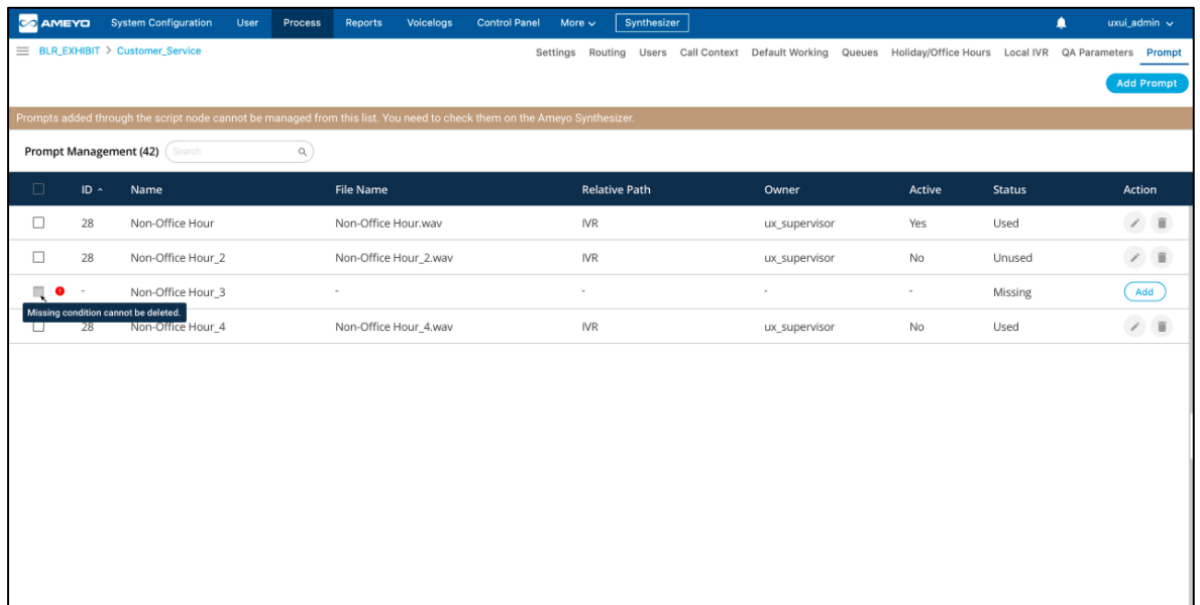 AMEYO System Configuration User Process Reports Voicelogs Control Panel More Synthesizer uxui_admin
BLR_EXHIBIT > Customer_Service Settings Routing Users Call Context Default Working Queues Holiday/Office Hours Local IVR QA Parameters Prompt
Add Prompt
Prompts added through the script node cannot be managed from this list. You need to check them on the Ameyo Synthesizer.
Prompt Management (42) Search
ID Name File Name Relative Path Owner Active Status Action
28 Non-Office Hour Non-Office Hour.wav IVR ux_supervisor Yes Used
28 Non-Office Hour_2 Non-Office Hour_2.wav IVR ux_supervisor No Unused
- Non-Office Hour_3 - - - - Missing Add
Missing condition cannot be deleted.
28 Non-Office Hour_4 Non-Office Hour_4.wav IVR ux_supervisor No Used